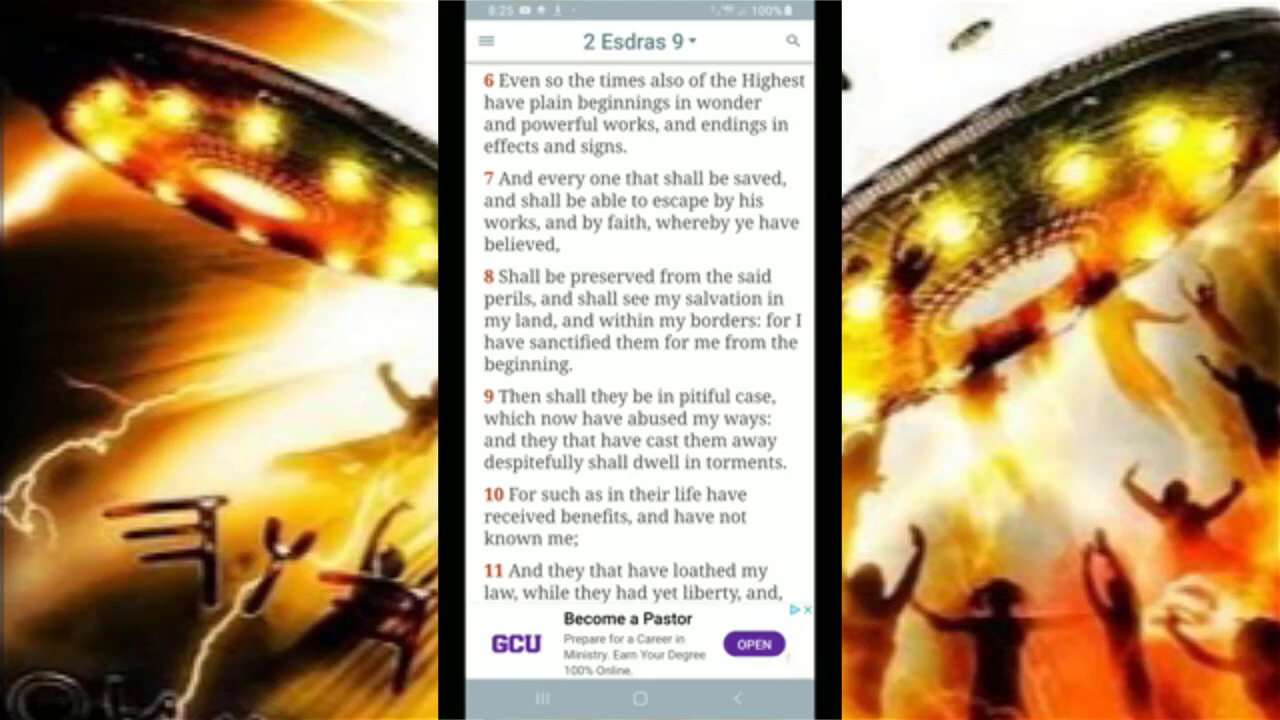 8:25
100%
2 Esdras 9
6 Even so the times also of the Highest
have plain beginnings in wonder
and powerful works, and endings in
effects and signs.
7 And every one that shall be saved,
and shall be able to escape by his
works, and by faith, whereby ye have
believed,
8 Shall be preserved from the said
perils, and shall see my salvation in
my land, and within my borders: for I
have sanctified them for me from the
beginning.
9 Then shall they be in pitiful case,
which now have abused my ways:
and they that have cast them away
despitefully shall dwell in torments.
10 For such as in their life have
received benefits, and have not
known me;
11 And they that have loathed my
law, while they had yet liberty, and,
Become a Pastor
GCU
Prepare for a Career in
Ministry. Earn Your Degree
100% Online.
OPEN